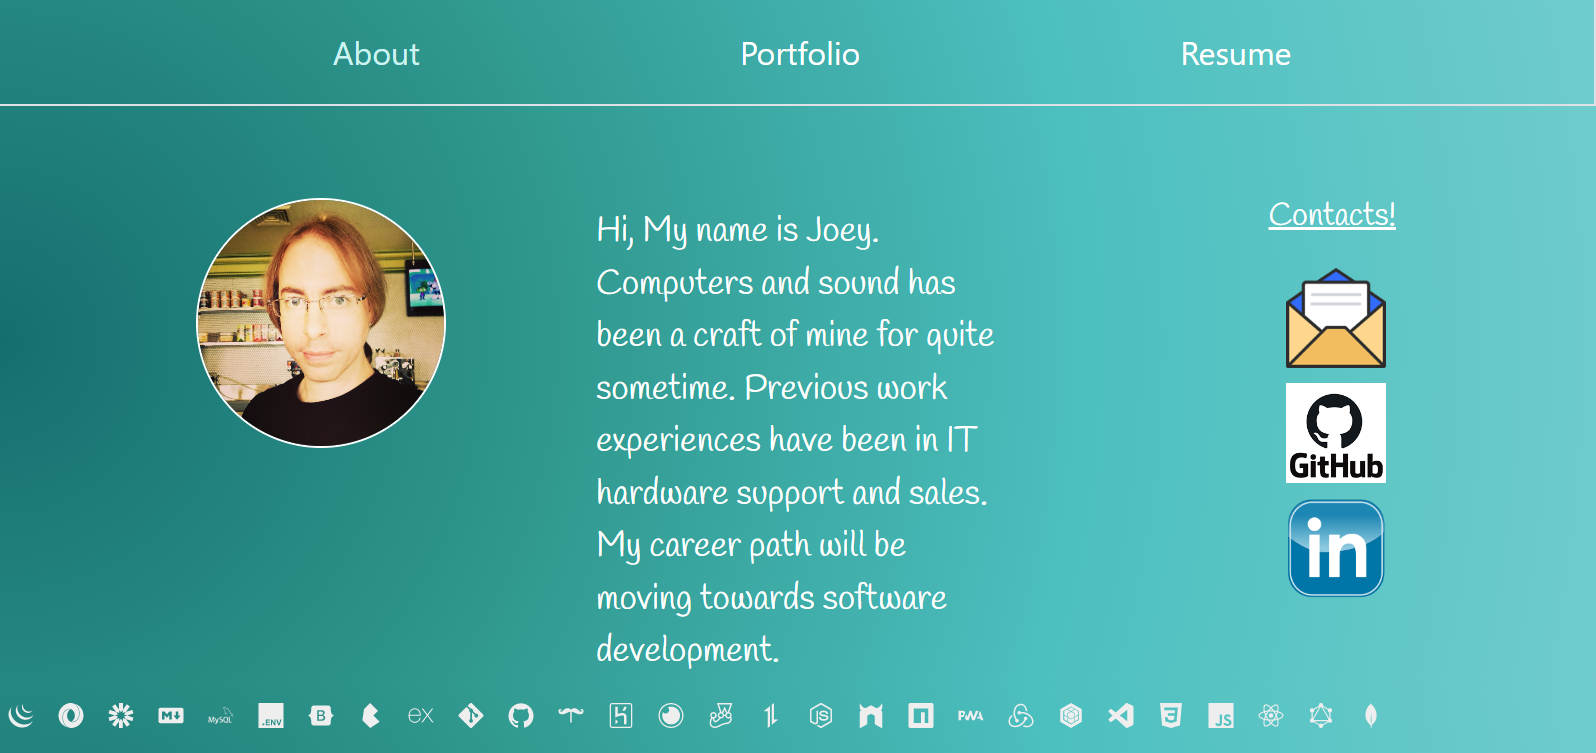 About
Portfolio
Resume
Hi, My name is Joey.
Computers and sound has
been a craft of mine for quite
sometime. Previous work
experiences have been in IT
hardware support and sales.
My career path will be
moving towards software
development.
Contacts!
GitHub
in
M
MySQL
.ENV
B
ex
JS
n
PWA
3
JS